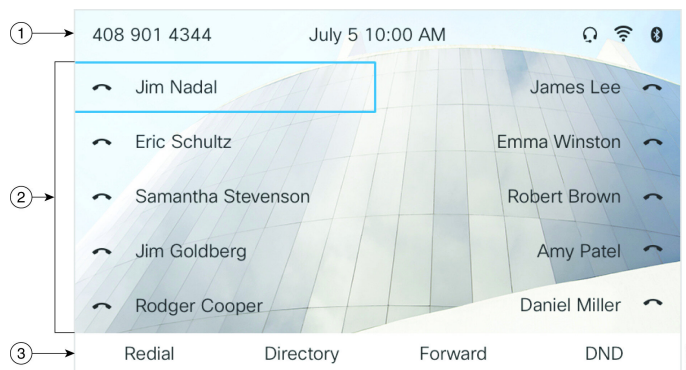 1 408 901 4344 July 5 10:00 AM
Jim Nadal James Lee
Eric Schultz Emma Winston
2 Samantha Stevenson Robert Brown
Jim Goldberg Amy Patel
Rodger Cooper Daniel Miller
3 Redial Directory Forward DND